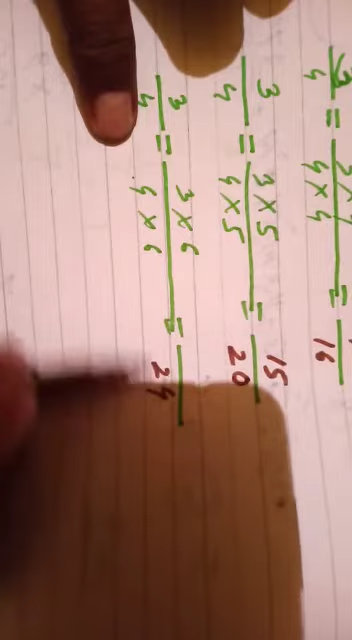 3/4 = 3×4/4×4 = /16
3/4 = 3×5/4×5 = 15/20
3/4 = 3×6/4×6 = /24